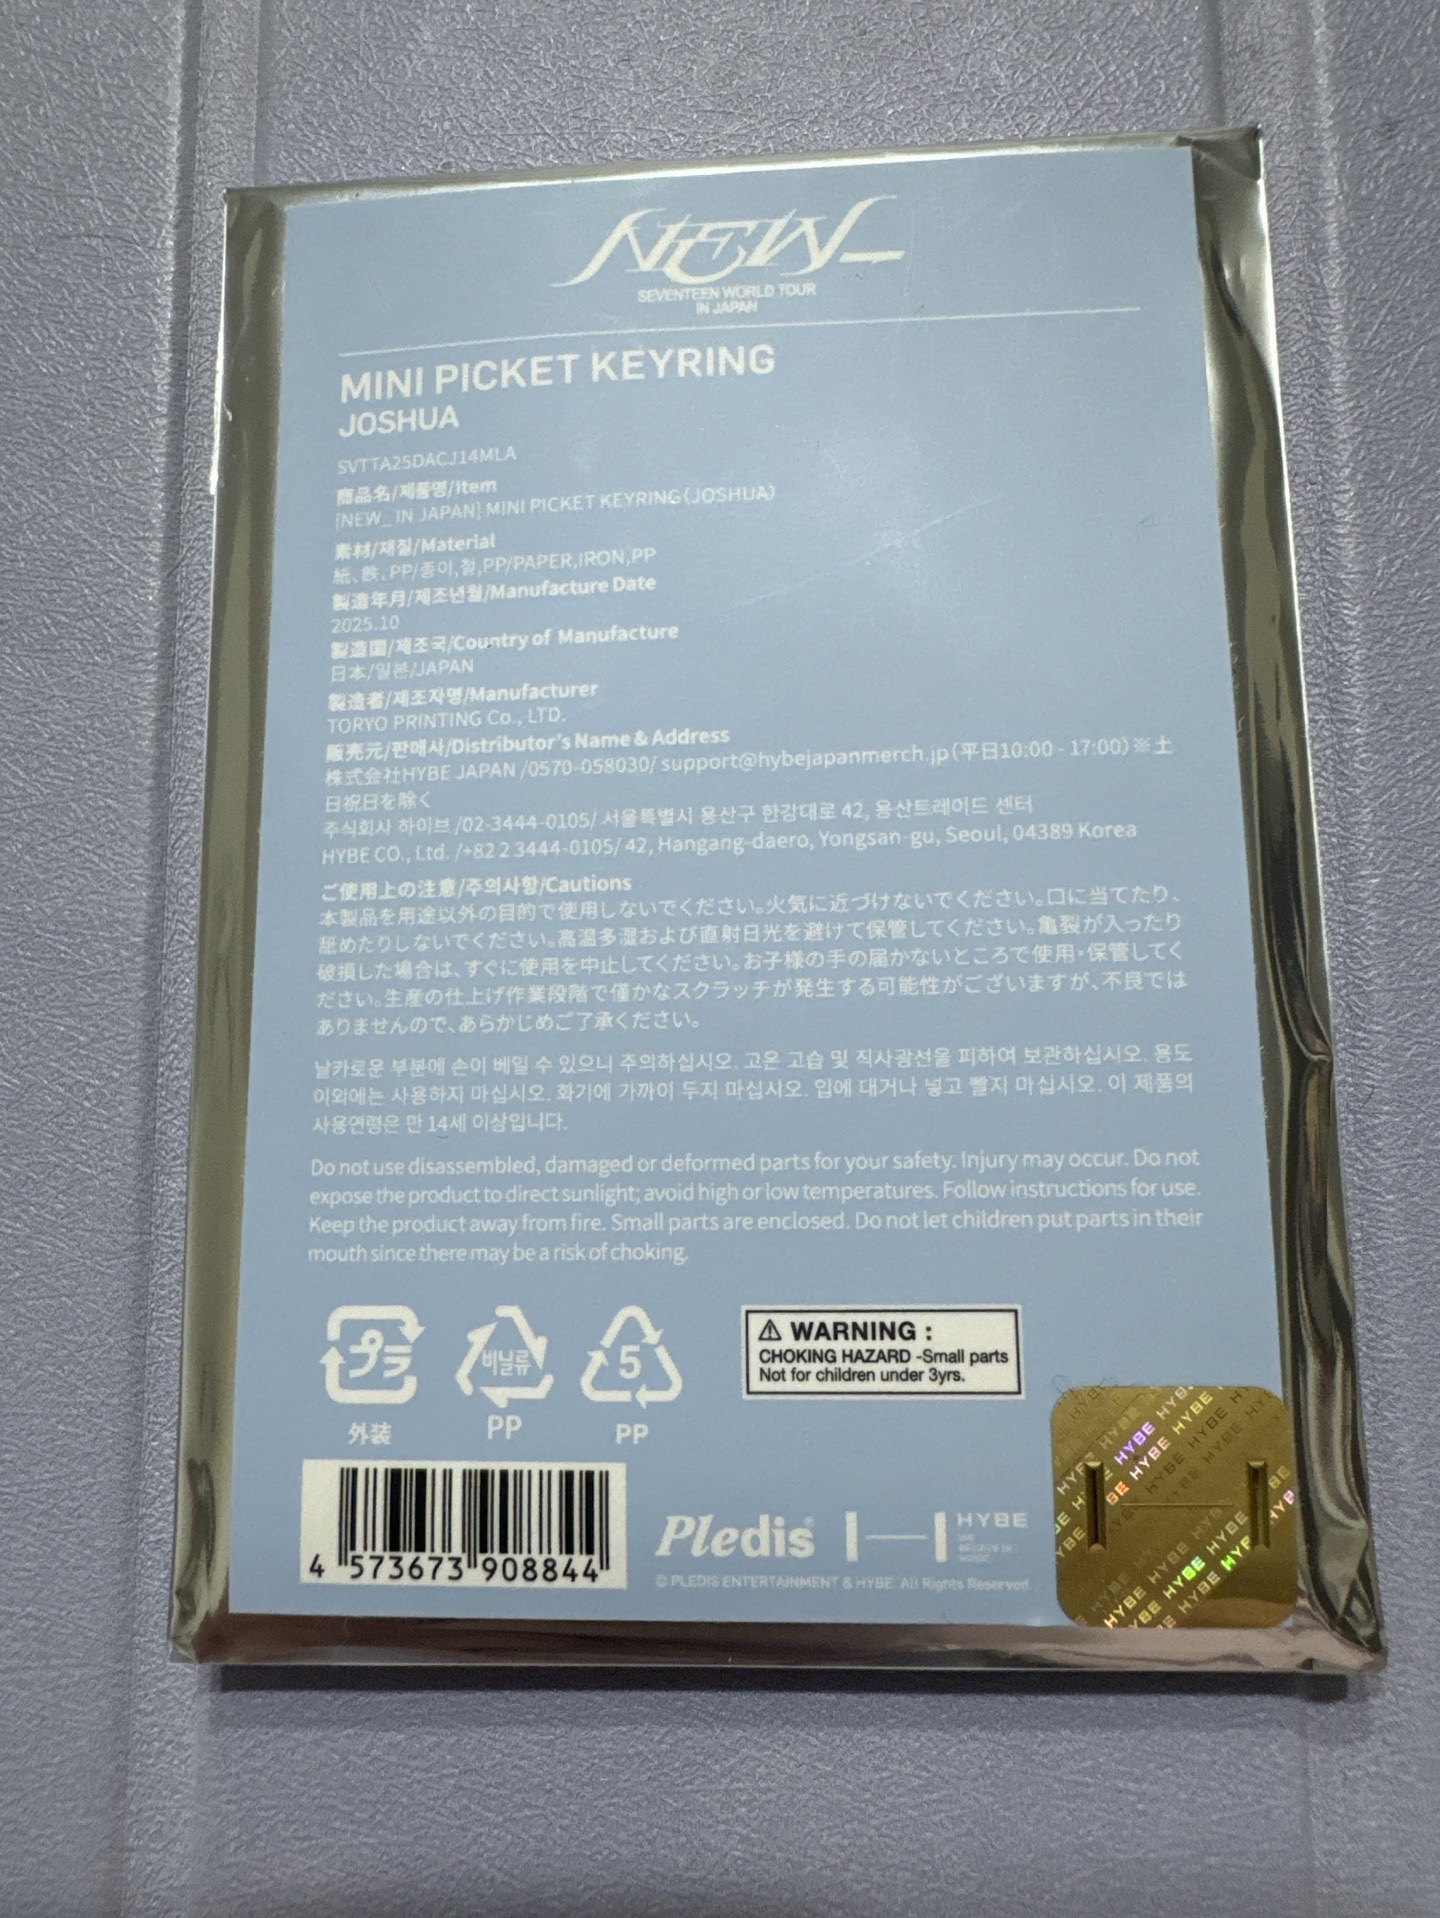 NEW_
SEVENTEEN WORLD TOUR
IN JAPAN
MINI PICKET KEYRING
JOSHUA
SVTTA25DACJ14MLA
商品名/제품명/Item
[NEW_ IN JAPAN] MINI PICKET KEYRING(JOSHUA)
素材/재질/Material
紙、鉄、PP/종이,철,PP/PAPER,IRON,PP
製造年月/제조년월/Manufacture Date
2025.10
製造国/제조국/Country of Manufacture
日本/일본/JAPAN
製造者/제조자명/Manufacturer
TORYO PRINTING Co., LTD.
販売元/판매사/Distributor's Name & Address
株式会社HYBE JAPAN /0570-058030/ support@hybejapanmerch.jp(平日10:00 - 17:00)※土
日祝日を除く
주식회사 하이브 /02-3444-0105/ 서울특별시 용산구 한강대로 42, 용산트레이드 센터
HYBE CO., Ltd. /+82 2 3444-0105/ 42, Hangang-daero, Yongsan-gu, Seoul, 04389 Korea
ご使用上の注意/주의사항/Cautions
本製品を用途以外の目的で使用しないでください。火気に近づけないでください。口に当てたり、
舐めたりしないでください。高温多湿および直射日光を避けて保管してください。亀裂が入ったり
破損した場合は、すぐに使用を中止してください。お子様の手の届かないところで使用・保管してく
ださい。生産の仕上げ作業段階で僅かなスクラッチが発生する可能性がございますが、不良では
ありませんので、あらかじめご了承ください。
날카로운 부분에 손이 베일 수 있으니 주의하십시오. 고온 고습 및 직사광선을 피하여 보관하십시오. 용도
이외에는 사용하지 마십시오. 화기에 가까이 두지 마십시오. 입에 대거나 넣고 빨지 마십시오. 이 제품의
사용연령은 만 14세 이상입니다.
Do not use disassembled, damaged or deformed parts for your safety. Injury may occur. Do not
expose the product to direct sunlight; avoid high or low temperatures. Follow instructions for use.
Keep the product away from fire. Small parts are enclosed. Do not let children put parts in their
mouth since there may be a risk of choking.
プラ
外装
비닐류
PP
5
PP
⚠ WARNING :
CHOKING HAZARD -Small parts
Not for children under 3yrs.
4 573673 908844
Pledis
HYBE
WE
BELIEVE IN
MUSIC
© PLEDIS ENTERTAINMENT & HYBE. All Rights Reserved.
HYBE HYBE HYBE